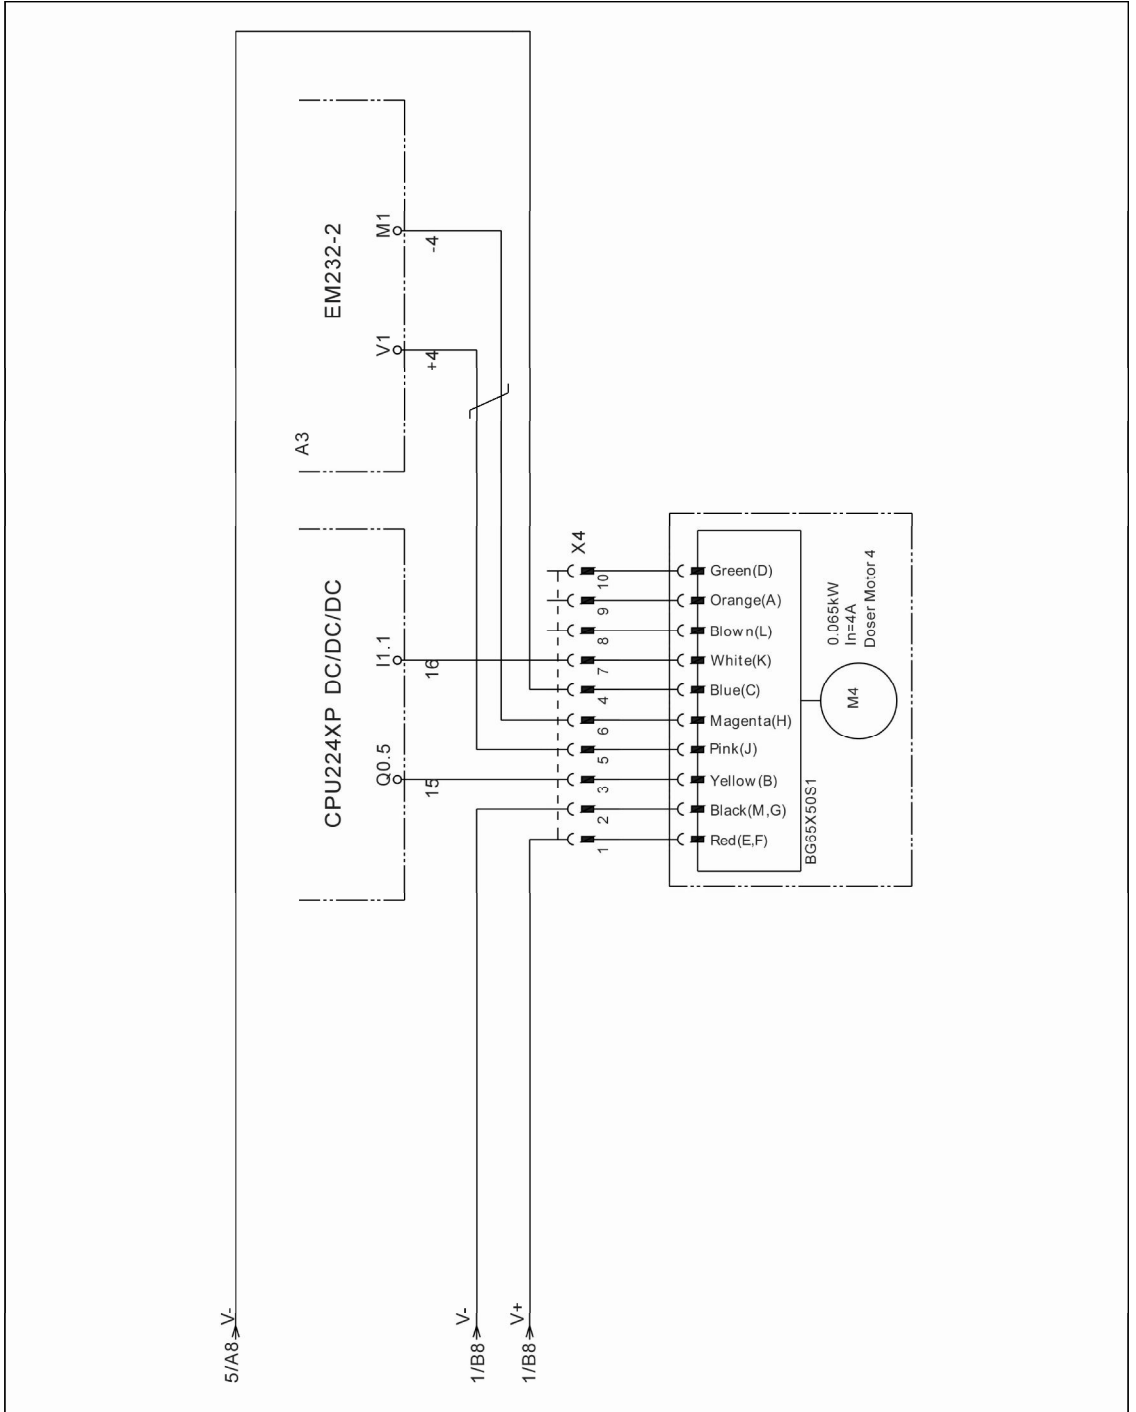 EM232-2
M1
-4
V1
+4
A3
CPU224XP DC/DC/DC
I1.1
16
Q0.5
15
X4
10
Green(D)
9
Orange(A)
8
Blown(L)
7
White(K)
4
Blue(C)
6
Magenta(H)
5
Pink(J)
3
Yellow(B)
2
Black(M,G)
1
Red(E,F)
BG65X50S1
M4
0.065kW
In=4A
Doser Motor 4
5/A8 V-
1/B8 V-
1/B8 V+